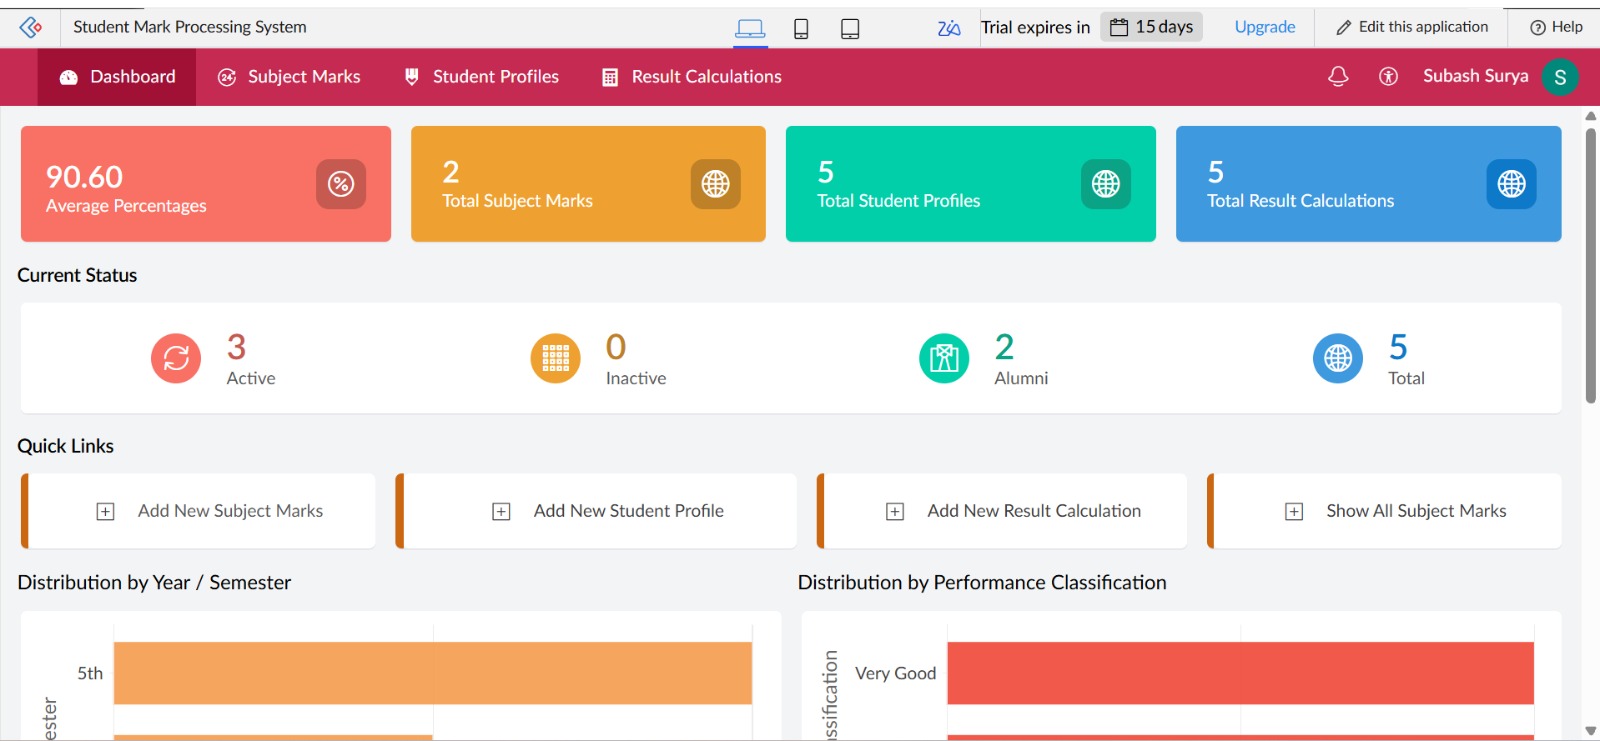 Student Mark Processing System
Zia
Trial expires in 15 days Upgrade Edit this application Help
Dashboard 24 Subject Marks Student Profiles Result Calculations Subash Surya S
90.60
Average Percentages
2
Total Subject Marks
5
Total Student Profiles
5
Total Result Calculations
Current Status
3
Active
0
Inactive
2
Alumni
5
Total
Quick Links
Add New Subject Marks
Add New Student Profile
Add New Result Calculation
Show All Subject Marks
Distribution by Year / Semester
Distribution by Performance Classification
5th
ester
Very Good
ssification